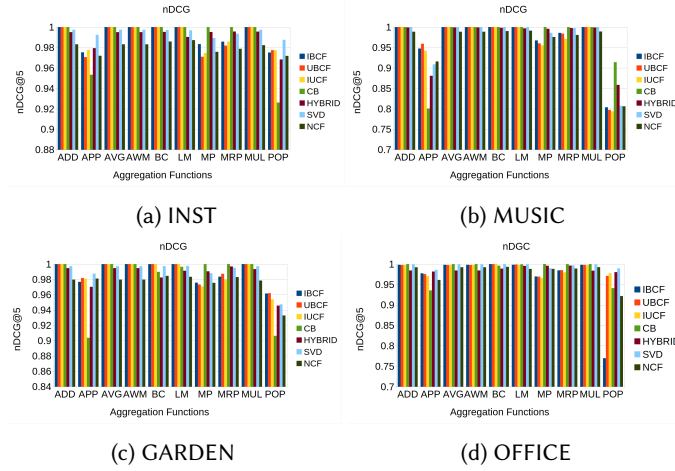 nDCG
nDCG@5
1
0.98
0.96
0.94
0.92
0.9
0.88
ADD APP AVG AWM BC LM MP MRP MUL POP
Aggregation Functions
IBCF
UBCF
IUCF
CB
HYBRID
SVD
NCF
(a) INST
nDCG
nDCG@5
1
0.95
0.9
0.85
0.8
0.75
0.7
ADD APP AVG AWM BC LM MP MRP MUL POP
Aggregation Functions
IBCF
UBCF
IUCF
CB
HYBRID
SVD
NCF
(b) MUSIC
nDCG
nDCG@5
1
0.98
0.96
0.94
0.92
0.9
0.88
0.86
0.84
ADD APP AVG AWM BC LM MP MRP MUL POP
Aggregation Functions
IBCF
UBCF
IUCF
CB
HYBRID
SVD
NCF
(c) GARDEN
nDGC
nDCG@5
1
0.95
0.9
0.85
0.8
0.75
0.7
ADD APP AVG AWM BC LM MP MRP MUL POP
Aggregation Functions
IBCF
UBCF
IUCF
CB
HYBRID
SVD
NCF
(d) OFFICE